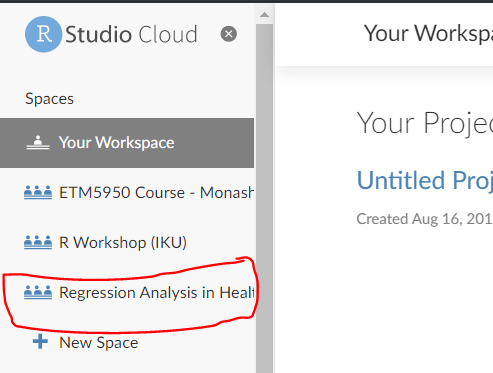 R Studio Cloud
Spaces
Your Workspace
ETM5950 Course - Monash
R Workshop (IKU)
Regression Analysis in Heal
New Space
Your Workspa
Your Projec
Untitled Proj
Created Aug 16, 201